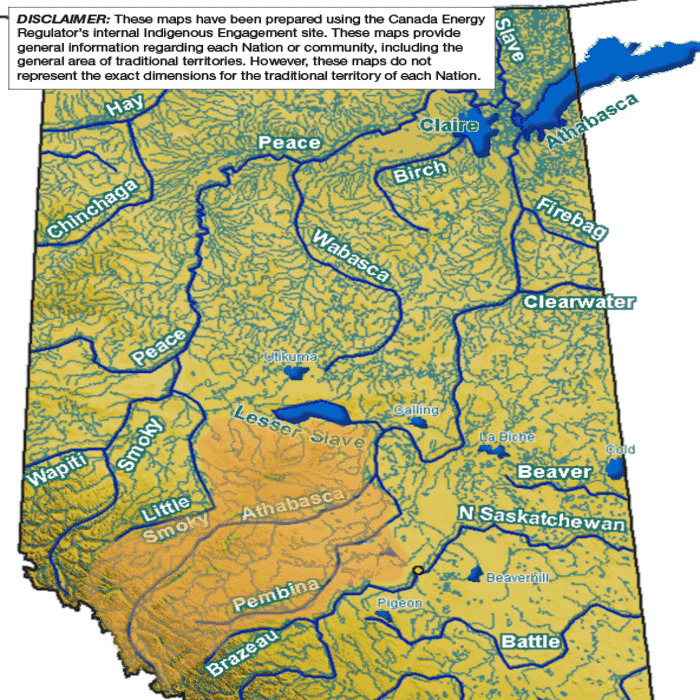 DISCLAIMER: These maps have been prepared using the Canada Energy
Regulator's internal Indigenous Engagement site. These maps provide
general information regarding each Nation or community, including the
general area of traditional territories. However, these maps do not
represent the exact dimensions for the traditional territory of each Nation.
Slave
Hay
Claire
Athabasca
Peace
Birch
Chinchaga
Firebag
Wabasca
Clearwater
Peace
Utikuma
Lesser Slave
Calling
Smoky
La Biche
Cold
Wapiti
Beaver
Little
Smoky
Athabasca
N Saskatchewan
Beaverhill
Pembina
Pigeon
Brazeau
Battle